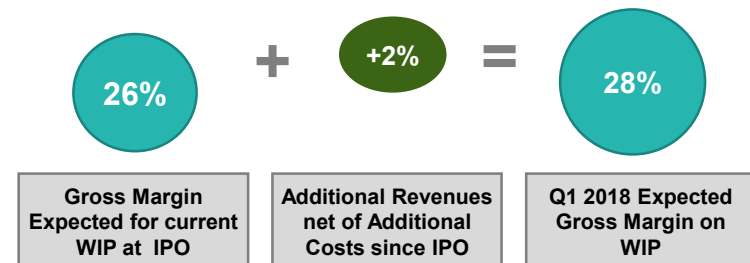 26%
+
+2%
=
28%
Gross Margin
Expected for current
WIP at IPO
Additional Revenues
net of Additional
Costs since IPO
Q1 2018 Expected
Gross Margin on
WIP